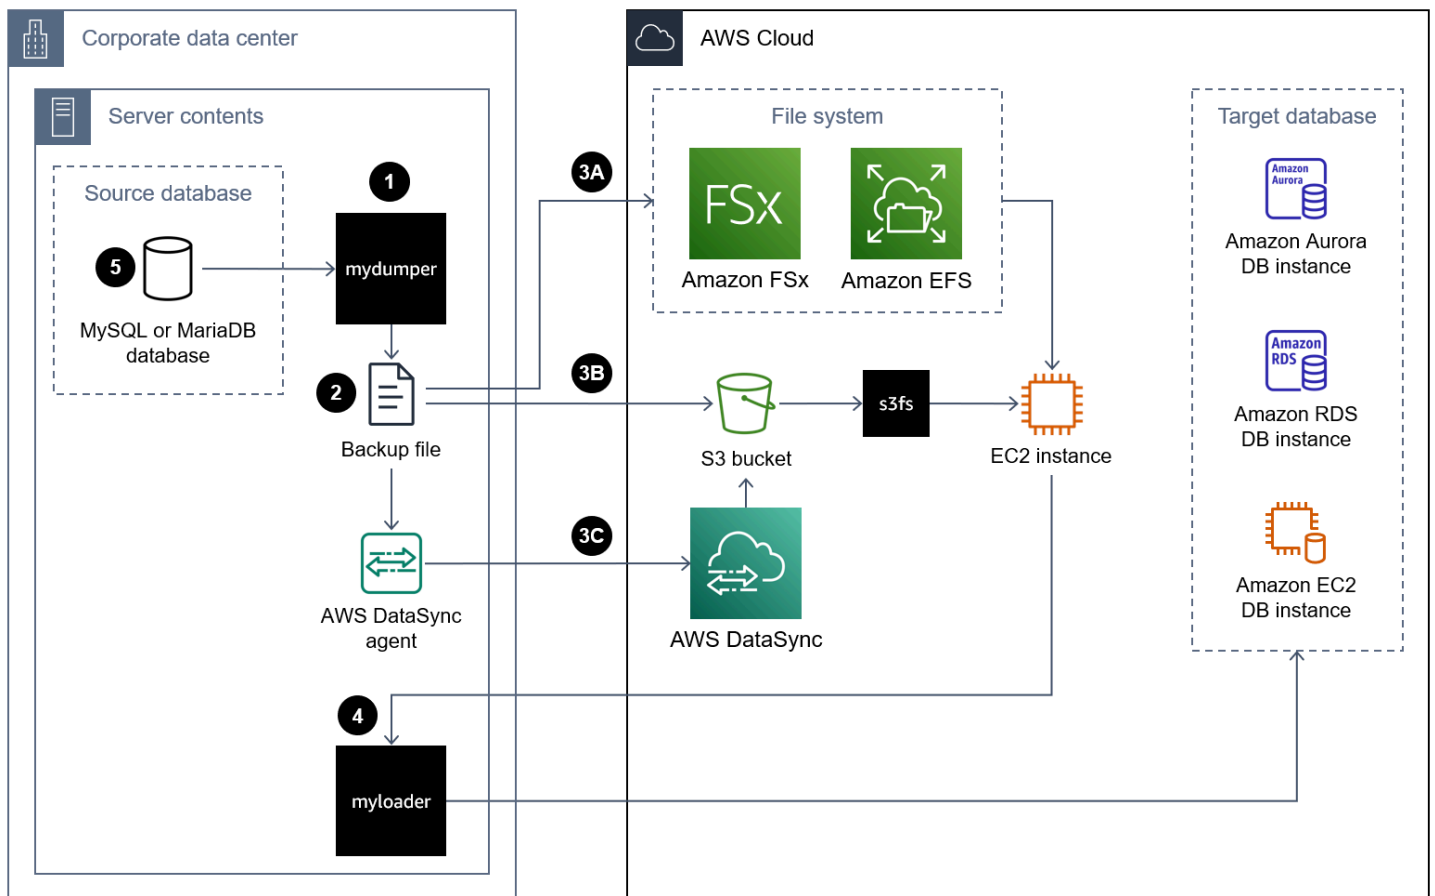 Corporate data center
Server contents
Source database
5
MySQL or MariaDB
database
1
mydumper
2
Backup file
AWS DataSync
agent
4
myloader
3A
3B
3C
AWS Cloud
File system
FSx
Amazon FSx
Amazon EFS
S3 bucket
s3fs
EC2 instance
AWS DataSync
Target database
Amazon
Aurora
Amazon Aurora
DB instance
Amazon
RDS
Amazon RDS
DB instance
Amazon EC2
DB instance